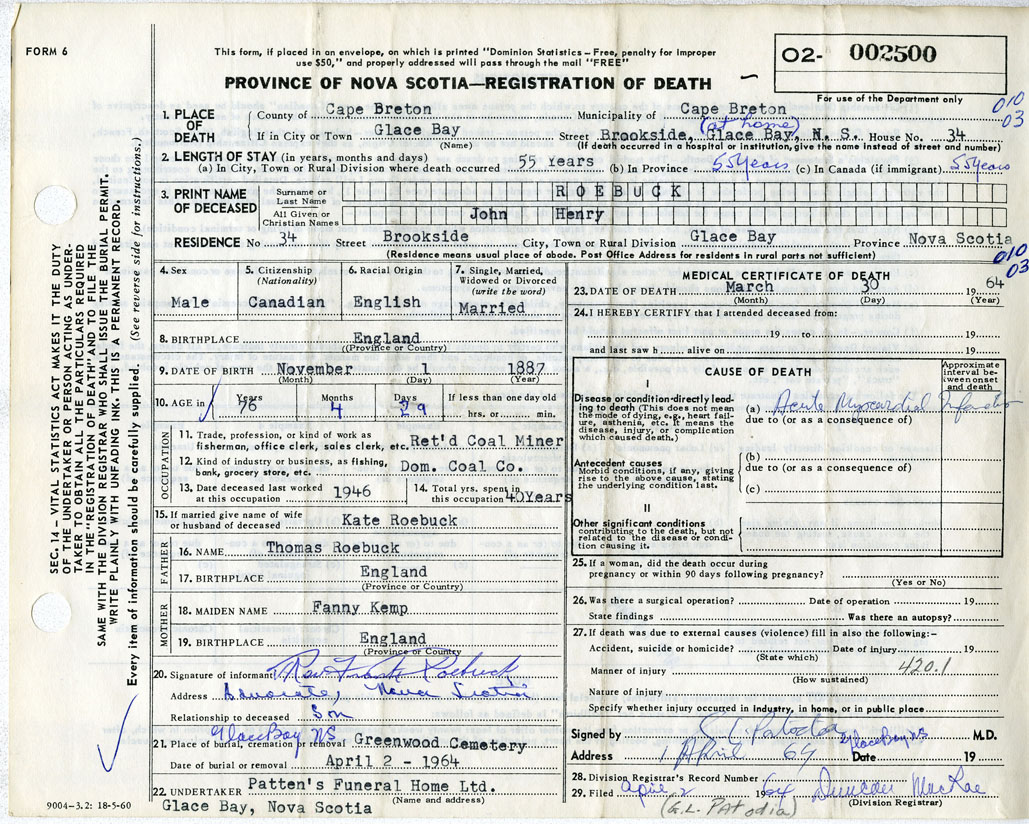 FORM 6
This form, if placed in an envelope, on which is printed "Dominion Statistics – Free, penalty for improper
use $50," and properly addressed will pass through the mail "FREE"
O2- 002500
PROVINCE OF NOVA SCOTIA—REGISTRATION OF DEATH
For use of the Department only
010
03
1. PLACE OF DEATH County of Cape Breton Municipality of Cape Breton
(at home)
If in City or Town Glace Bay Street Brookside, Glace Bay, N. S. House No. 34
(Name) (If death occurred in a hospital or institution, give the name instead of street and number)
2. LENGTH OF STAY (in years, months and days)
(a) In City, Town or Rural Division where death occurred 55 Years (b) In Province 55 Years (c) In Canada (if immigrant) 55 Years
3. PRINT NAME OF DECEASED Surname or Last Name ROEBUCK
All Given or Christian Names John Henry
RESIDENCE No 34 Street Brookside City, Town or Rural Division Glace Bay Province Nova Scotia
(Residence means usual place of abode. Post Office Address for residents in rural parts not sufficient)
010
03
SEC. 14 – VITAL STATISTICS ACT MAKES IT THE DUTY
OF THE UNDERTAKER OR PERSON ACTING AS UNDER-
TAKER TO OBTAIN ALL THE PARTICULARS REQUIRED
IN THE "REGISTRATION OF DEATH" AND TO FILE THE
SAME WITH THE DIVISION REGISTRAR WHO SHALL ISSUE THE BURIAL PERMIT.
WRITE PLAINLY WITH UNFADING INK. THIS IS A PERMANENT RECORD.
Every item of information should be carefully supplied. (See reverse side for instructions.)
4. Sex
Male
5. Citizenship
(Nationality)
Canadian
6. Racial Origin
English
7. Single, Married,
Widowed or Divorced
(write the word)
Married
8. BIRTHPLACE England
(Province or Country)
9. DATE OF BIRTH November 1 1887
(Month) (Day) (Year)
10. AGE in Years Months Days If less than one day old
76 4 29 hrs. or min.
OCCUPATION
11. Trade, profession, or kind of work as
fisherman, office clerk, sales clerk, etc. Ret'd Coal Miner
12. Kind of industry or business, as fishing,
bank, grocery store, etc. Dom. Coal Co.
13. Date deceased last worked
at this occupation 1946
14. Total yrs. spent in
this occupation 40 Years
15. If married give name of wife
or husband of deceased Kate Roebuck
FATHER
16. NAME Thomas Roebuck
17. BIRTHPLACE England
(Province or Country)
MOTHER
18. MAIDEN NAME Fanny Kemp
19. BIRTHPLACE England
(Province or Country)
20. Signature of informant Rev Frank Roebuck
Address Advocate, Nova Scotia
Relationship to deceased Son
Glace Bay NS
21. Place of burial, cremation or removal Greenwood Cemetery
Date of burial or removal April 2 - 1964
22. UNDERTAKER Patten's Funeral Home Ltd.
(Name and address)
Glace Bay, Nova Scotia
9004-3.2: 18-5-60
MEDICAL CERTIFICATE OF DEATH
23. DATE OF DEATH March 30 1964
(Month) (Day) (Year)
24. I HEREBY CERTIFY that I attended deceased from:
19 to 19
and last saw h alive on 19
CAUSE OF DEATH
Approximate
interval be-
tween onset
and death
I
Disease or condition directly lead-
ing to death (This does not mean
the mode of dying, e.g., heart fail-
ure, asthenia, etc. It means the
disease, injury, or complication
which caused death.)
(a) Acute Myocardial Infarction
due to (or as a consequence of)
Antecedent causes
Morbid conditions, if any, giving
rise to the above cause, stating
the underlying condition last.
(b)
due to (or as a consequence of)
(c)
II
Other significant conditions
contributing to the death, but not
related to the disease or condi-
tion causing it.
25. If a woman, did the death occur during
pregnancy or within 90 days following pregnancy?
(Yes or No)
26. Was there a surgical operation? Date of operation 19
State findings Was there an autopsy?
27. If death was due to external causes (violence) fill in also the following:–
Accident, suicide or homicide? Date of injury 19
(State which)
420.1
Manner of injury
(How sustained)
Nature of injury
Specify whether injury occurred in industry, in home, or in public place
Signed by G L Patodia M.D.
Glace Bay NS
Address 1 April 64 Date 19
28. Division Registrar's Record Number
29. Filed April 2 1964 Duncan MacRae
(G.L. PATODIA) (Division Registrar)